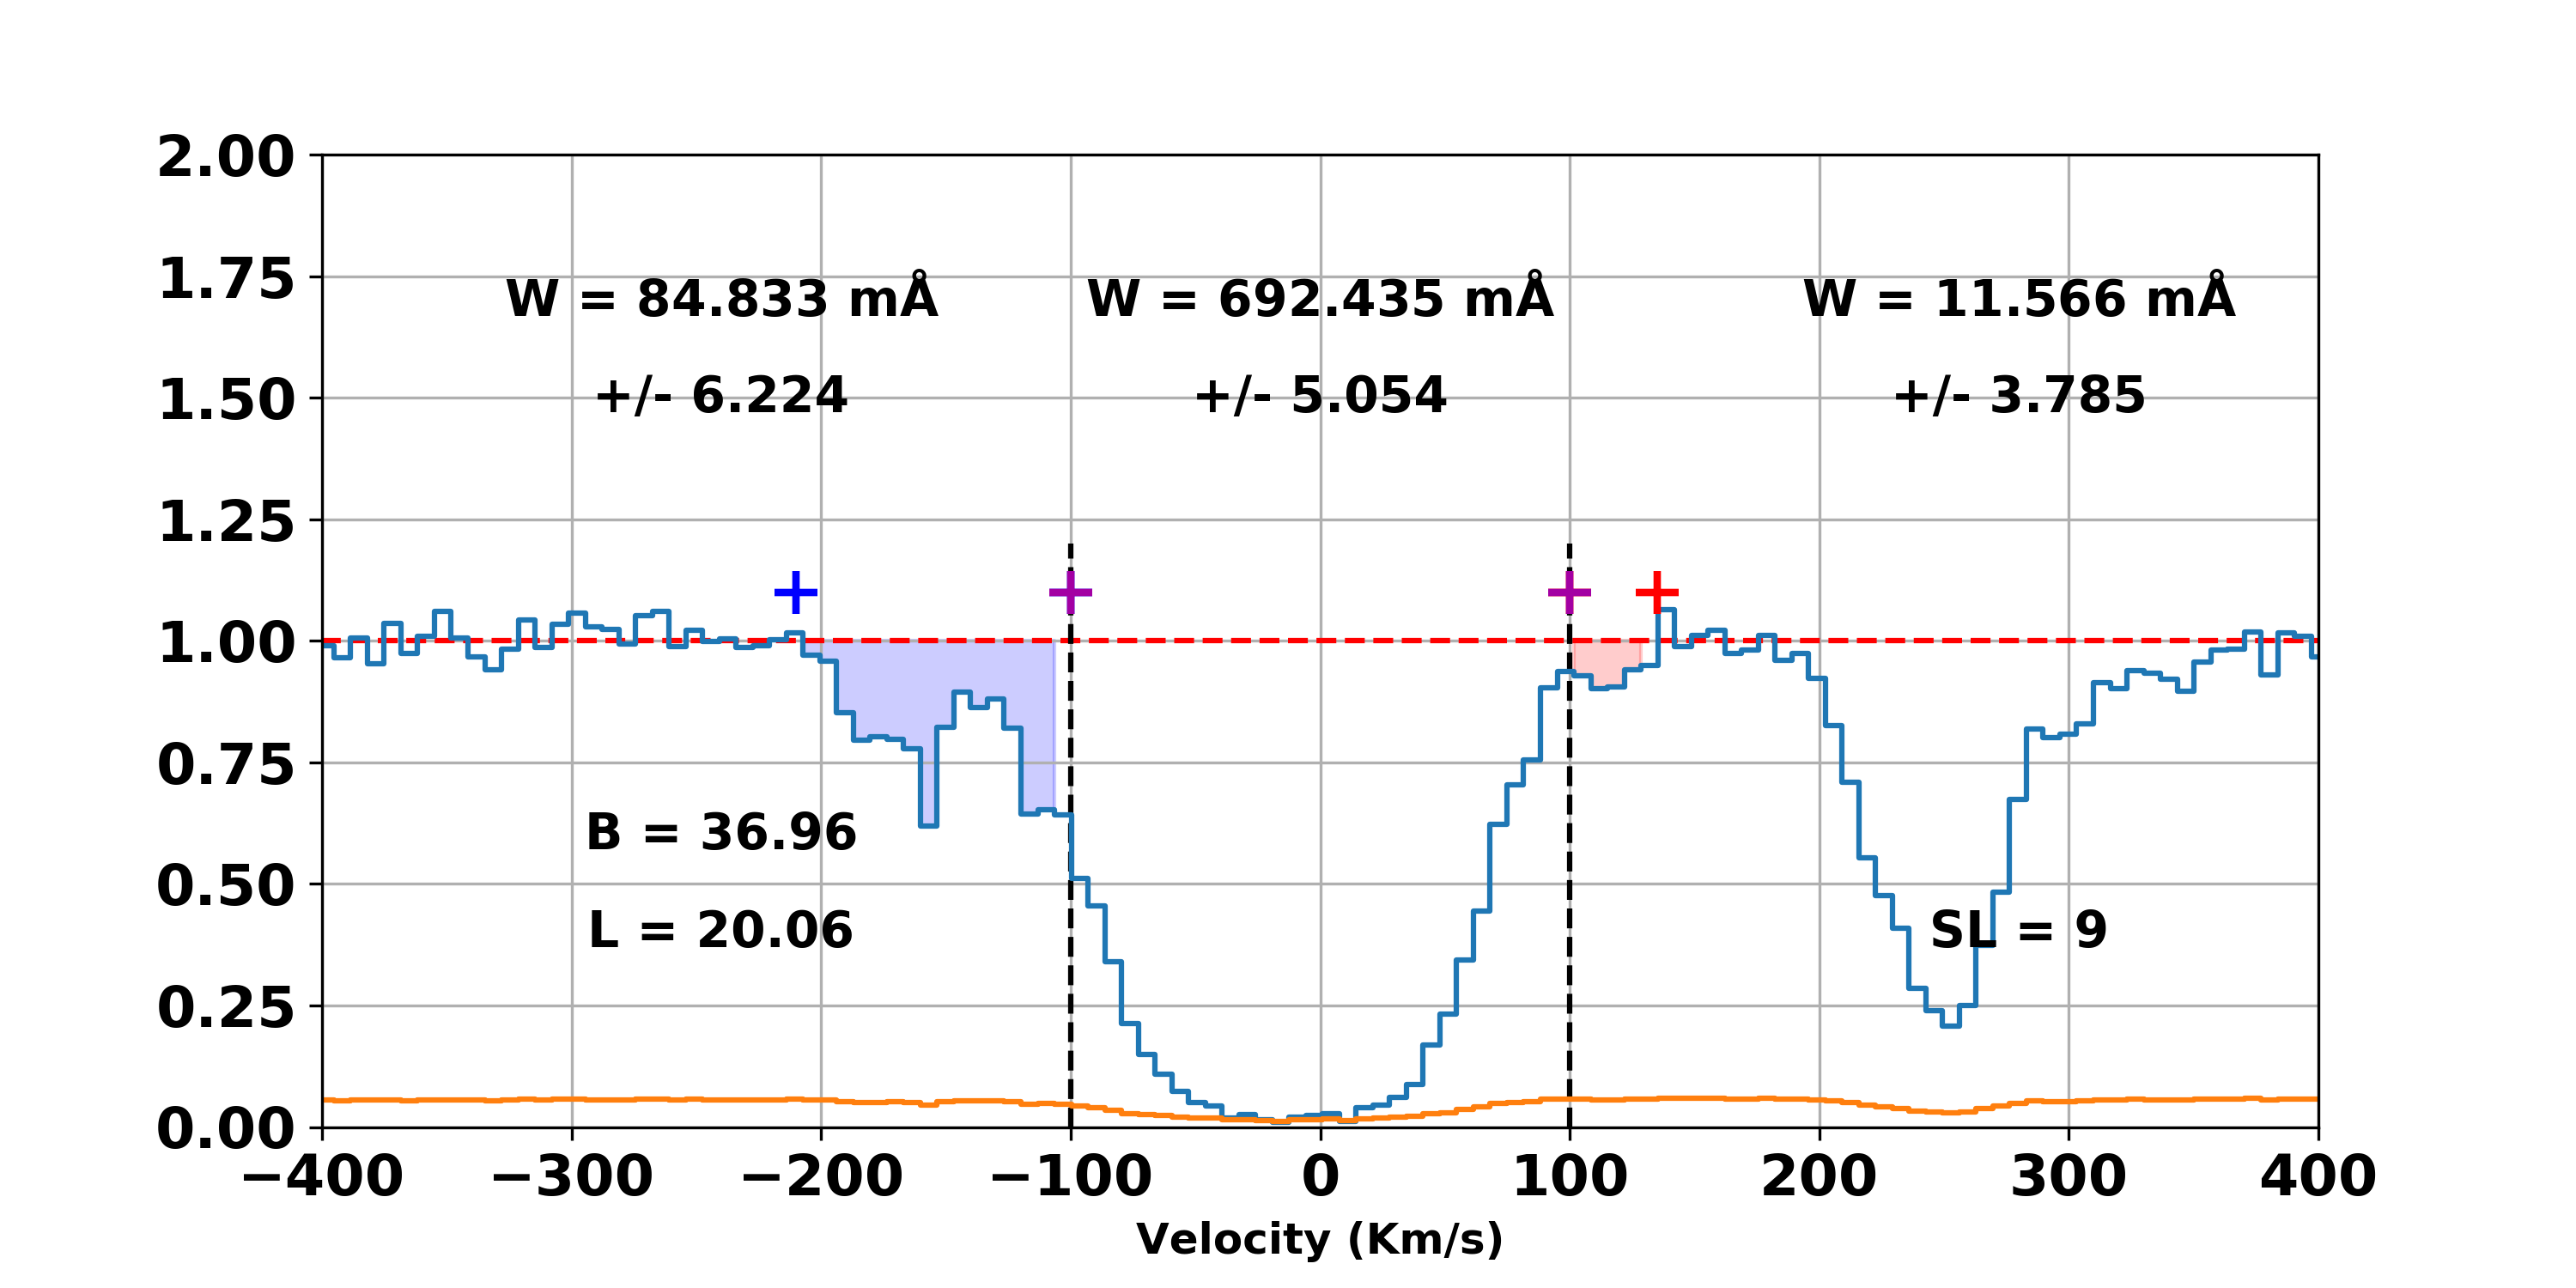 2.00
1.75
1.50
1.25
1.00
0.75
0.50
0.25
0.00
W = 84.833 mÅ
+/- 6.224
W = 692.435 mÅ
+/- 5.054
W = 11.566 mÅ
+/- 3.785
B = 36.96
L = 20.06
SL = 9
−400 −300 −200 −100 0 100 200 300 400
Velocity (Km/s)